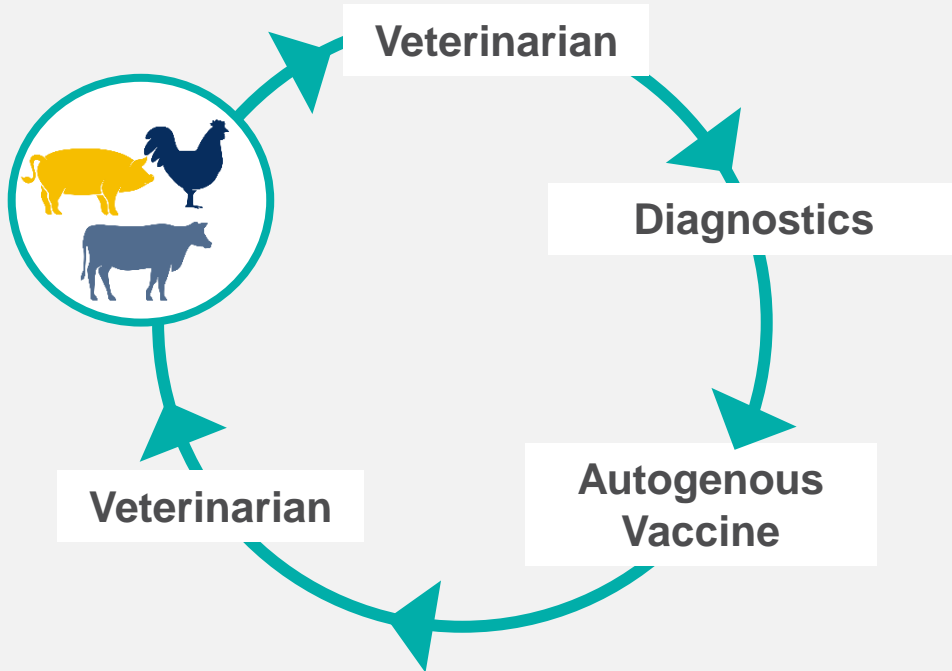 Veterinarian
Diagnostics
Autogenous
Vaccine
Veterinarian